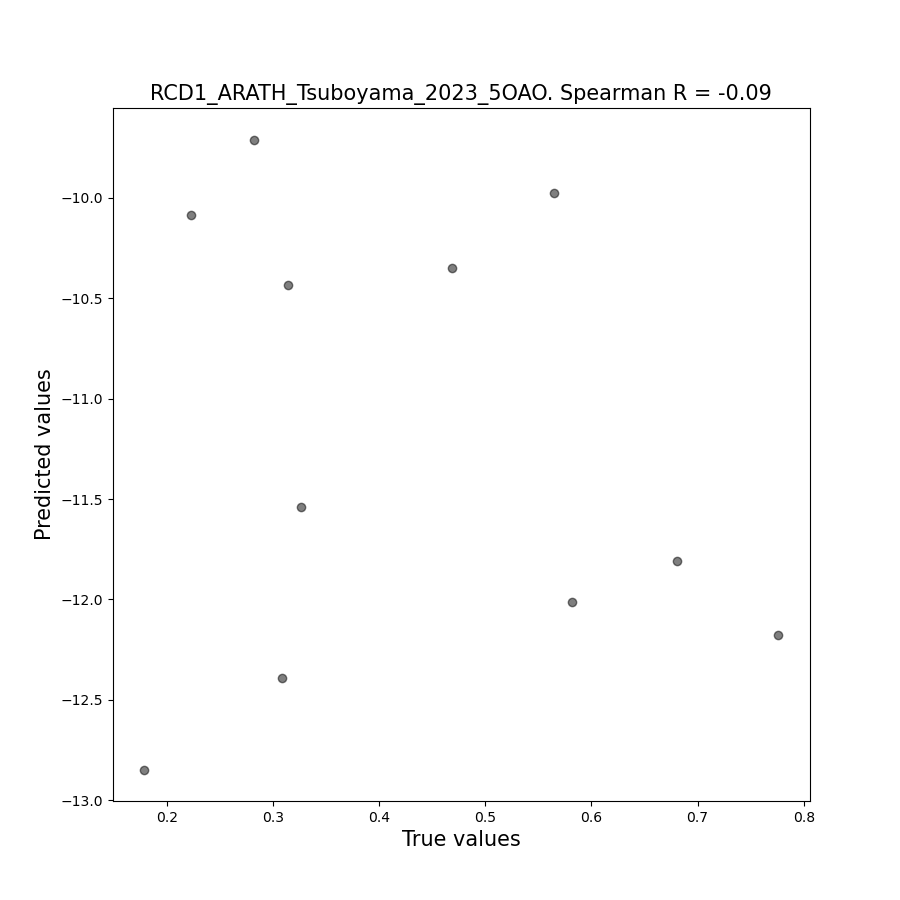 RCD1_ARATH_Tsuboyama_2023_5OAO. Spearman R = -0.09
Predicted values
−10.0
−10.5
−11.0
−11.5
−12.0
−12.5
−13.0
0.2 0.3 0.4 0.5 0.6 0.7 0.8
True values